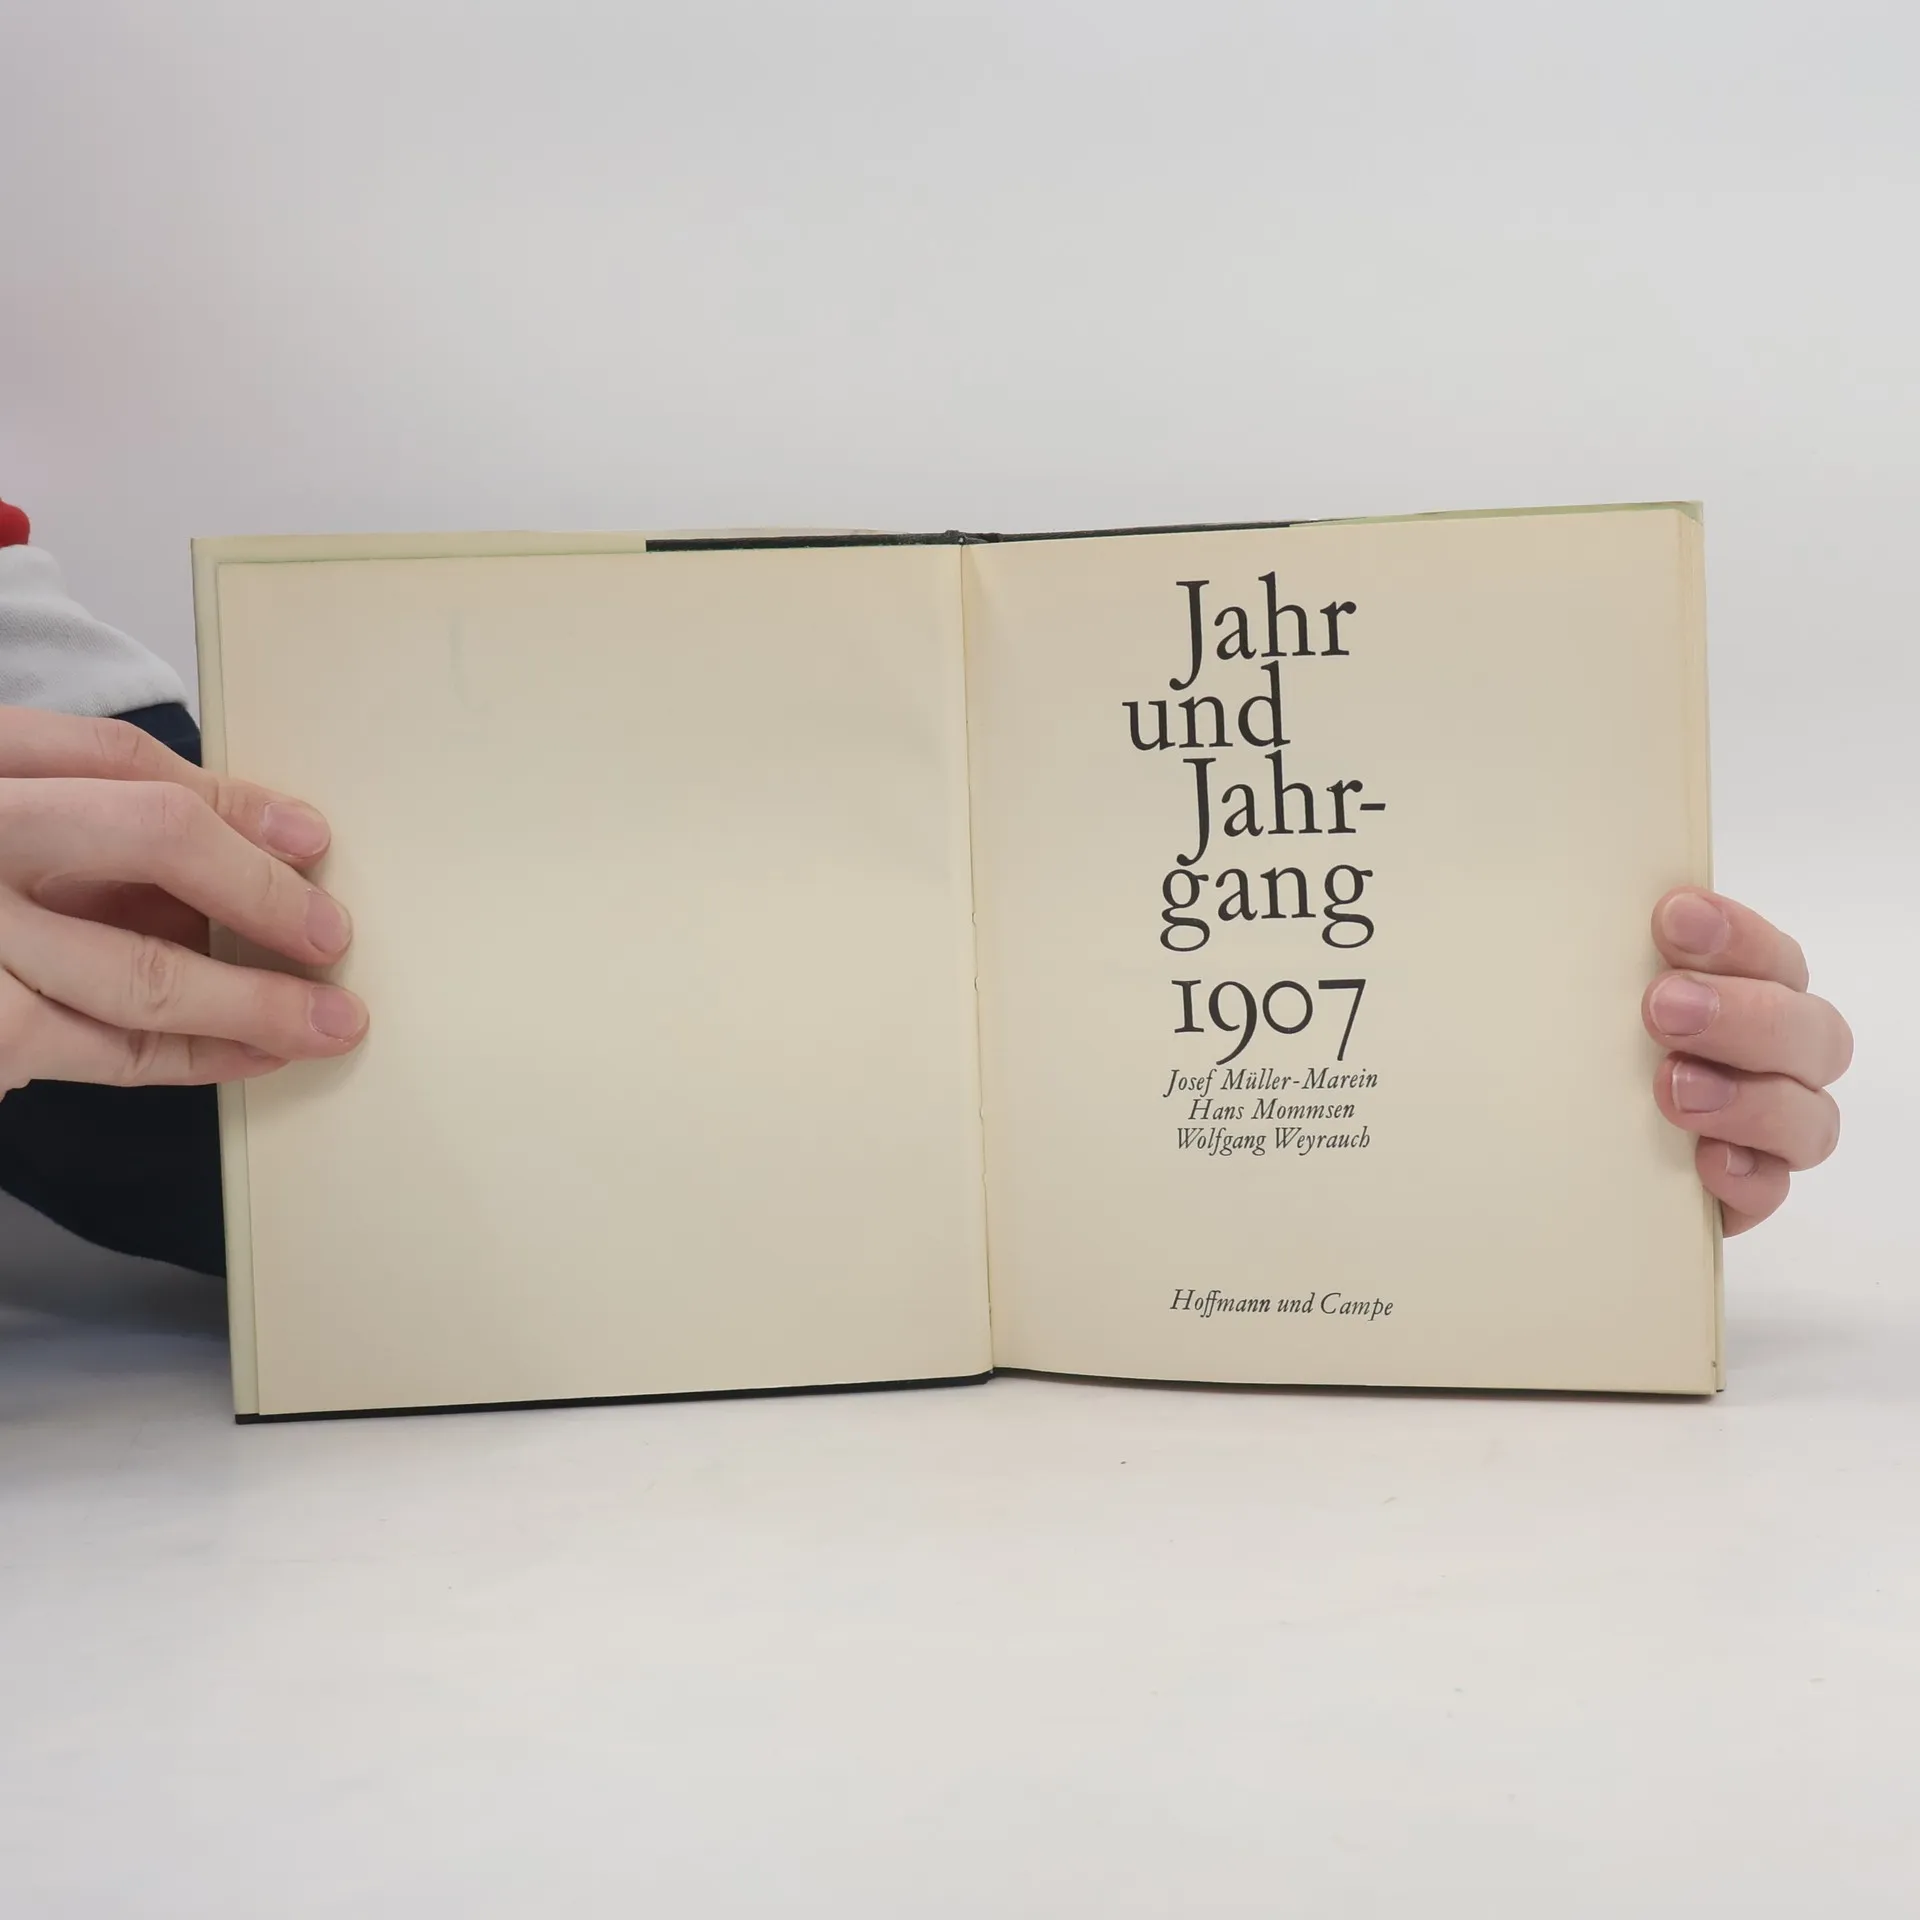 Jahr
und
Jahr-
gang
1907
Josef Müller-Marein
Hans Mommsen
Wolfgang Weyrauch
Hoffmann und Campe